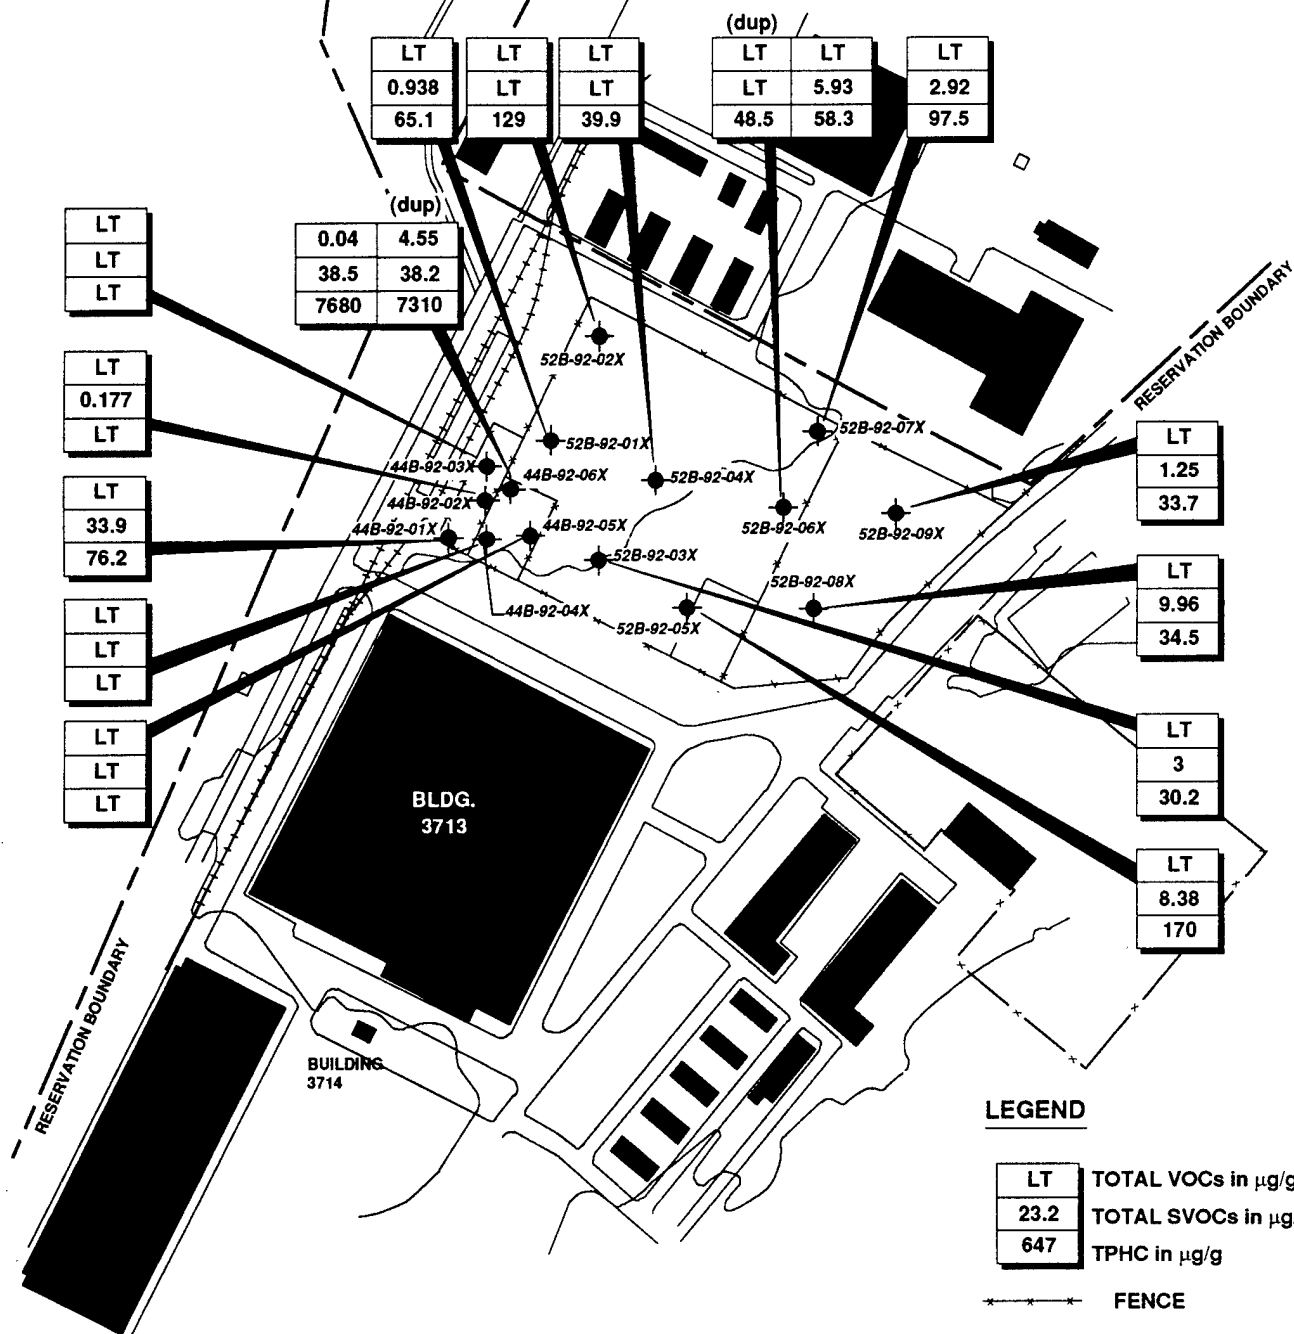 (dup)
LT LT LT LT LT LT
0.938 LT LT LT 5.93 2.92
65.1 129 39.9 48.5 58.3 97.5
(dup)
0.04 4.55
38.5 38.2
7680 7310
LT
LT
LT
LT
0.177
LT
LT
33.9
76.2
LT
LT
LT
LT
LT
LT
52B-92-02X
52B-92-01X
52B-92-07X
44B-92-03X
44B-92-06X
52B-92-04X
44B-92-02X
44B-92-01X
44B-92-05X
52B-92-06X
52B-92-09X
52B-92-03X
52B-92-08X
44B-92-04X
52B-92-05X
RESERVATION BOUNDARY
LT
1.25
33.7
LT
9.96
34.5
LT
3
30.2
LT
8.38
170
BLDG.
3713
RESERVATION BOUNDARY
BUILDING
3714
LEGEND
LT TOTAL VOCs in µg/g
23.2 TOTAL SVOCs in µg
647 TPHC in µg/g
FENCE